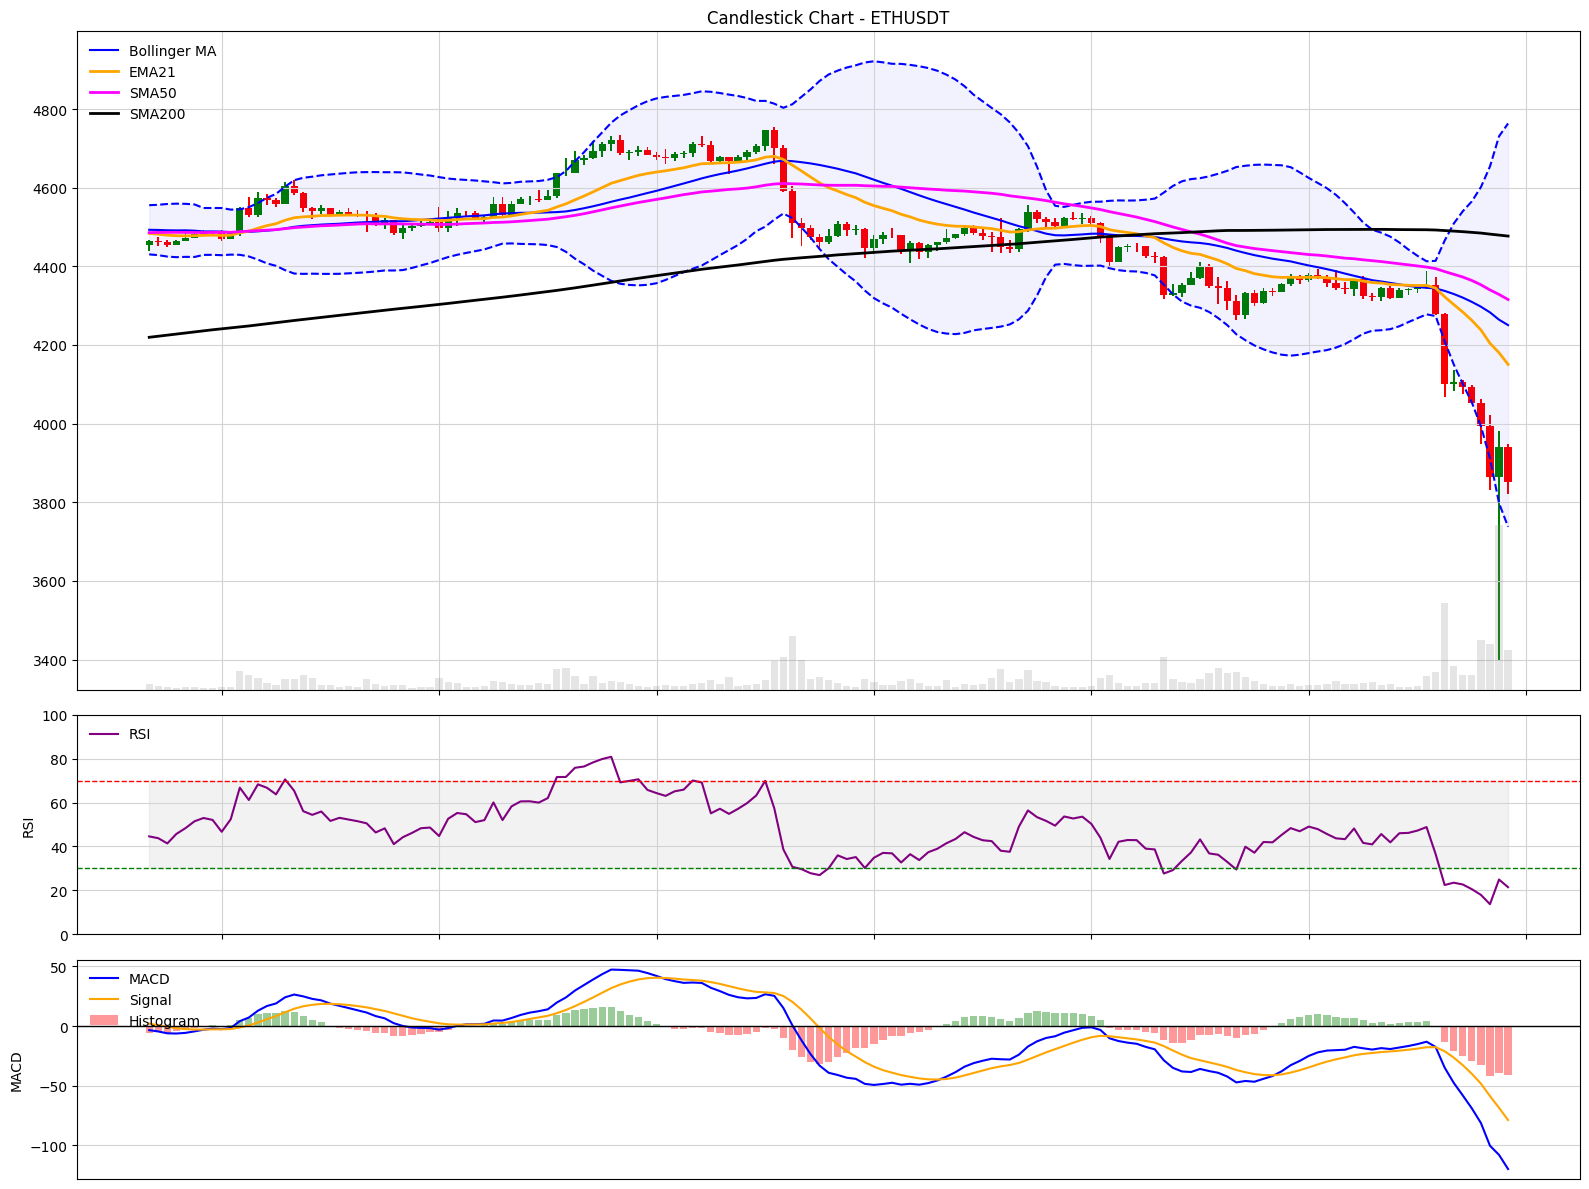 Candlestick Chart - ETHUSDT
Bollinger MA
EMA21
SMA50
SMA200
4800
4600
4400
4200
4000
3800
3600
3400
RSI
100
80
60
40
20
0
RSI
MACD
Signal
Histogram
50
0
−50
−100
MACD